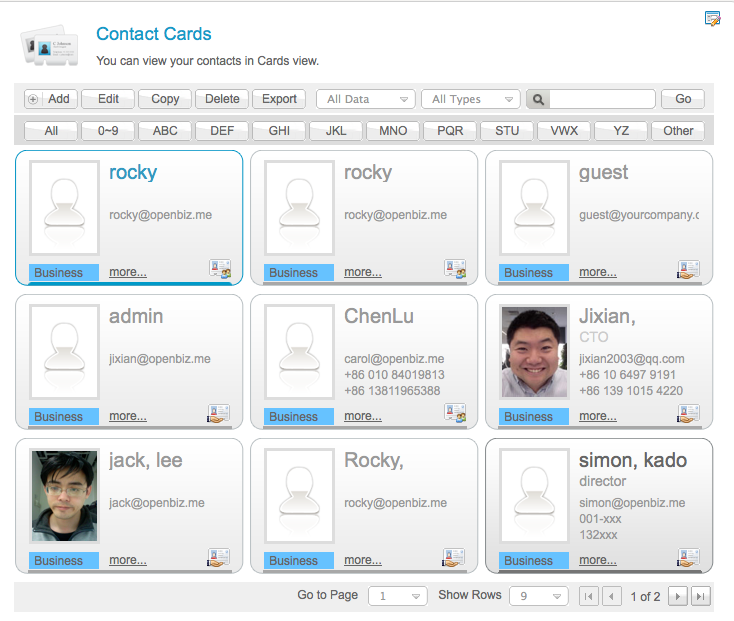 Contact Cards
You can view your contacts in Cards view.
Add Edit Copy Delete Export All Data All Types Go
All 0~9 ABC DEF GHI JKL MNO PQR STU VWX YZ Other
rocky
rocky@openbiz.me
Business more...
rocky
rocky@openbiz.me
Business more...
guest
guest@yourcompany.c
Business more...
admin
jixian@openbiz.me
Business more...
ChenLu
carol@openbiz.me
+86 010 84019813
+86 13811965388
Business more...
Jixian,
CTO
jixian2003@qq.com
+86 10 6497 9191
+86 139 1015 4220
Business more...
jack, lee
jack@openbiz.me
Business more...
Rocky,
rocky@openbiz.me
Business more...
simon, kado
director
simon@openbiz.me
001-xxx
132xxx
Business more...
Go to Page 1 Show Rows 9 1 of 2